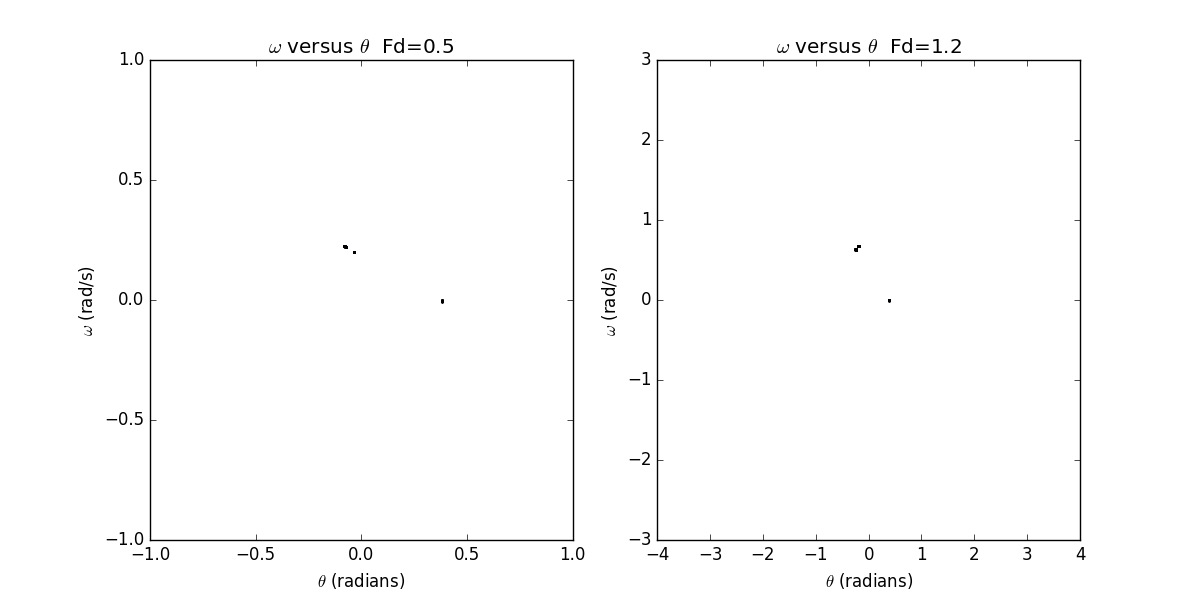 ω versus θ  Fd=0.5
1.0
0.5
0.0
−0.5
−1.0
ω (rad/s)
−1.0 −0.5 0.0 0.5 1.0
θ (radians)
ω versus θ  Fd=1.2
3
2
1
0
−1
−2
−3
ω (rad/s)
−4 −3 −2 −1 0 1 2 3 4
θ (radians)